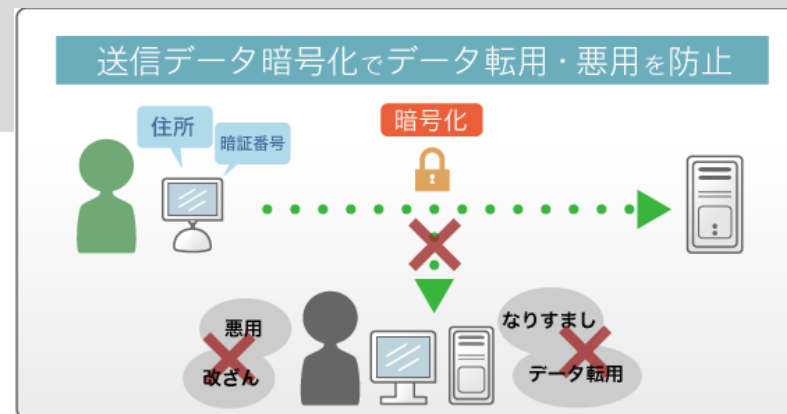 送信データ暗号化でデータ転用・悪用を防止
住所
暗証番号
暗号化
悪用
改ざん
なりすまし
データ転用